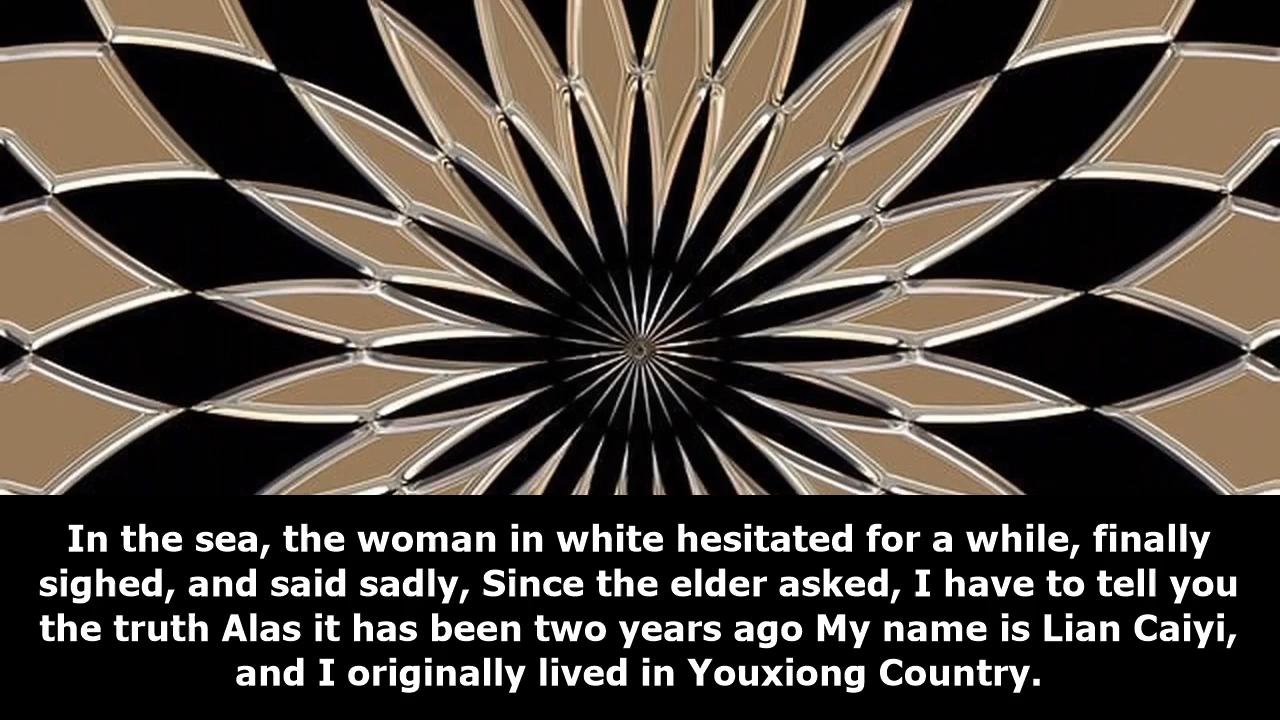 In the sea, the woman in white hesitated for a while, finally
sighed, and said sadly, Since the elder asked, I have to tell you
the truth Alas it has been two years ago My name is Lian Caiyi,
and I originally lived in Youxiong Country.